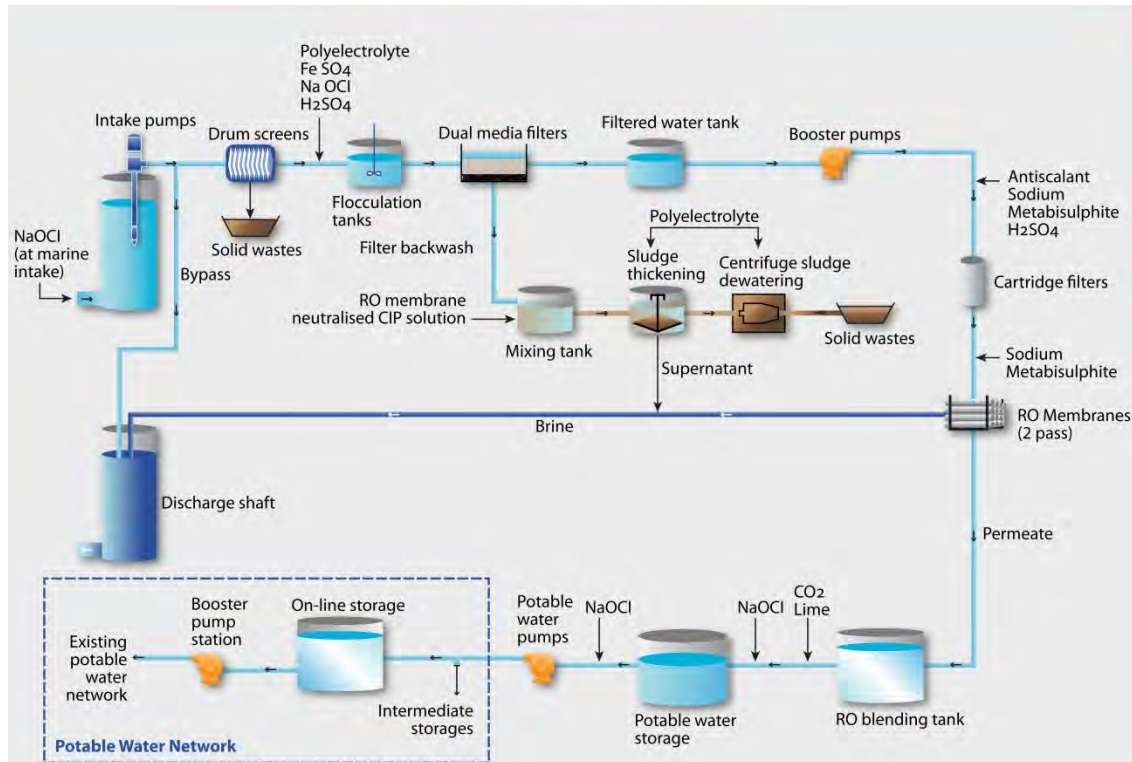 Polyelectrolyte
Fe SO4
Na OCl
H2SO4
Intake pumps
Drum screens
Dual media filters
Filtered water tank
Booster pumps
Antiscalant
Sodium
Metabisulphite
H2SO4
Flocculation
tanks
Polyelectrolyte
NaOCl
(at marine
intake)
Solid wastes
Filter backwash
Sludge
thickening
Centrifuge sludge
dewatering
Cartridge filters
Bypass
RO membrane
neutralised CIP solution
Mixing tank
Solid wastes
Supernatant
Sodium
Metabisulphite
RO Membranes
(2 pass)
Brine
Discharge shaft
Permeate
CO2
Lime
NaOCl
NaOCl
Potable
water
pumps
On-line storage
Booster
pump
station
Existing
potable
water
network
Intermediate
storages
Potable water
storage
RO blending tank
Potable Water Network